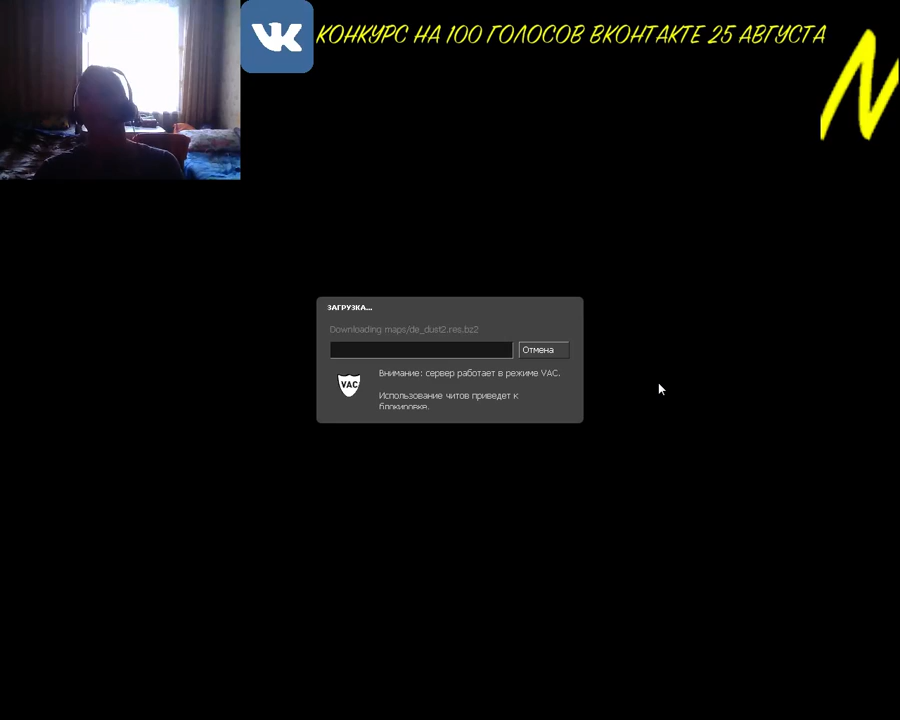 КОНКУРС НА 100 ГОЛОСОВ ВКОНТАКТЕ 25 АВГУСТА
N
ЗАГРУЗКА...
Downloading maps/de_dust2.res.bz2
Отмена
VAC
Внимание: сервер работает в режиме VAC.
Использование читов приведет к
блокировке.